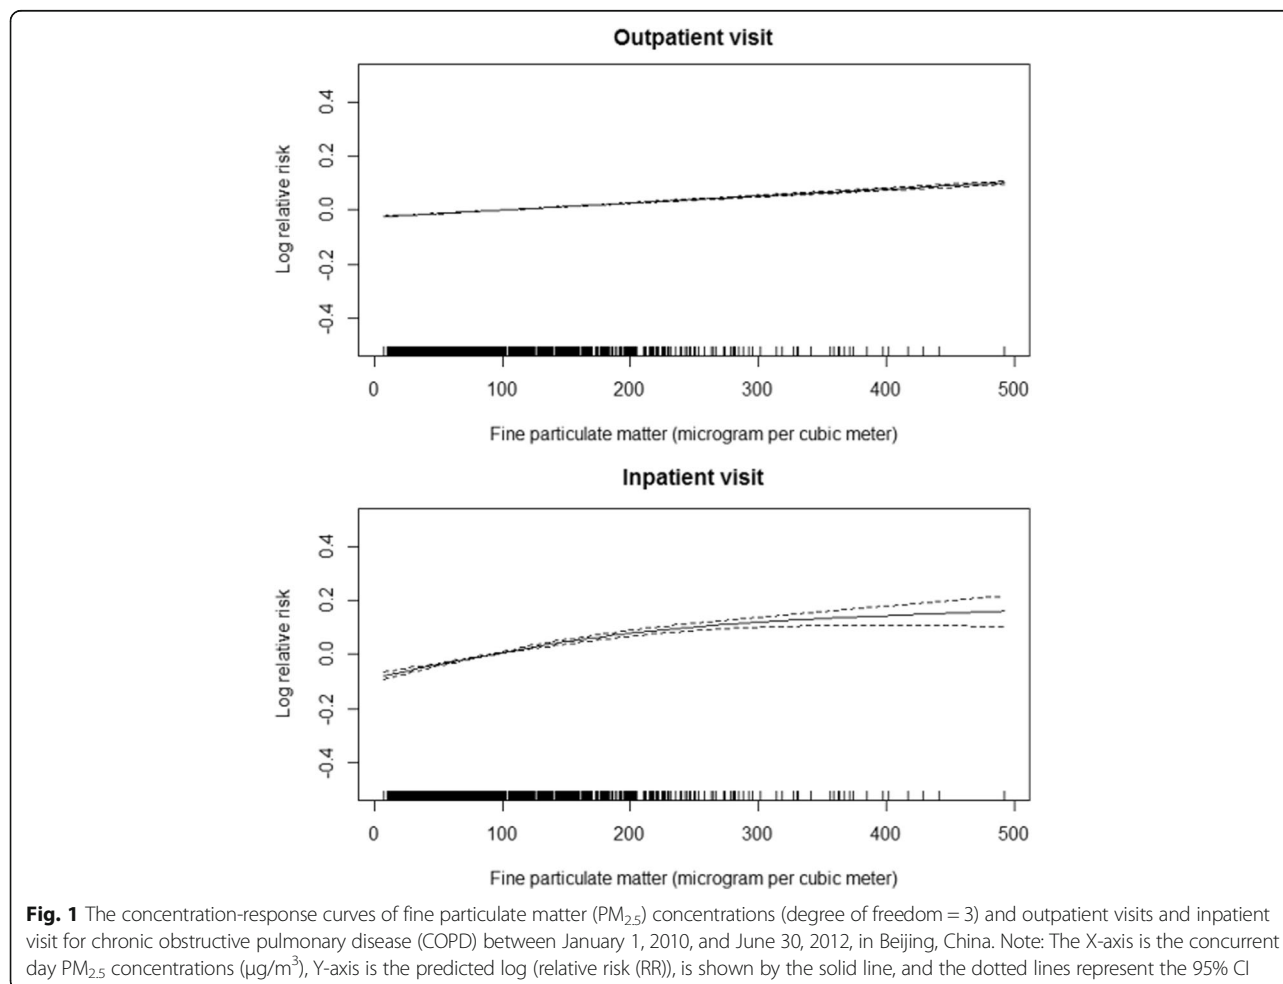 Outpatient visit
0.4
0.2
0.0
-0.2
-0.4
Log relative risk
0 100 200 300 400 500
Fine particulate matter (microgram per cubic meter)
Inpatient visit
0.4
0.2
0.0
-0.2
-0.4
Log relative risk
0 100 200 300 400 500
Fine particulate matter (microgram per cubic meter)
Fig. 1 The concentration-response curves of fine particulate matter (PM2.5) concentrations (degree of freedom = 3) and outpatient visits and inpatient
visit for chronic obstructive pulmonary disease (COPD) between January 1, 2010, and June 30, 2012, in Beijing, China. Note: The X-axis is the concurrent
day PM2.5 concentrations (μg/m³), Y-axis is the predicted log (relative risk (RR)), is shown by the solid line, and the dotted lines represent the 95% CI